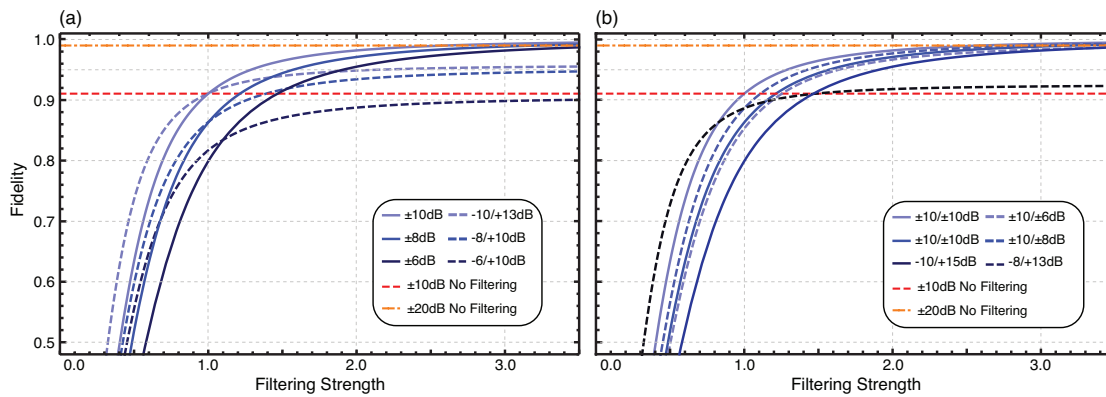 (a)
1.0
0.9
0.8
0.7
0.6
0.5
Fidelity
±10dB -10/+13dB
±8dB -8/+10dB
±6dB -6/+10dB
±10dB No Filtering
±20dB No Filtering
0.0 1.0 2.0 3.0
Filtering Strength
(b)
±10/±10dB ±10/±6dB
±10/±10dB ±10/±8dB
-10/+15dB -8/+13dB
±10dB No Filtering
±20dB No Filtering
0.0 1.0 2.0 3.0
Filtering Strength